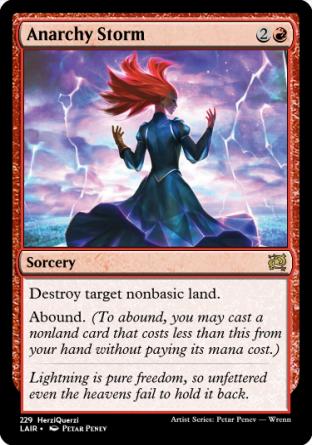 Anarchy Storm 2
Sorcery
Destroy target nonbasic land.
Abound. (To abound, you may cast a
nonland card that costs less than this from
your hand without paying its mana cost.)
Lightning is pure freedom, so unfettered
even the heavens fail to hold it back.
229 HerziQuerzi
Artist Series: Petar Penev — Wrenn
LAIR • Petar Penev